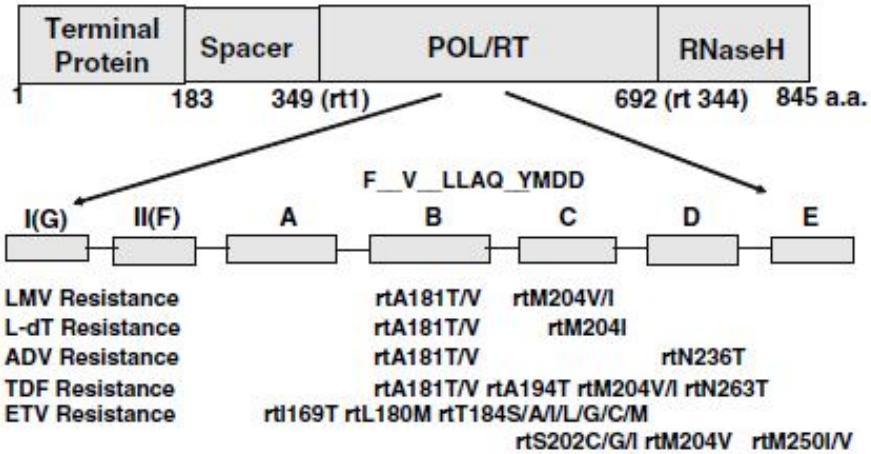 Terminal Protein Spacer POL/RT RNaseH
1 183 349 (rt1) 692 (rt 344) 845 a.a.
F__V__LLAQ_YMDD
I(G) II(F) A B C D E
LMV Resistance rtA181T/V rtM204V/I
L-dT Resistance rtA181T/V rtM204I
ADV Resistance rtA181T/V rtN236T
TDF Resistance rtA181T/V rtA194T rtM204V/I rtN263T
ETV Resistance rtI169T rtL180M rtT184S/A/I/L/G/C/M
rtS202C/G/I rtM204V rtM250I/V